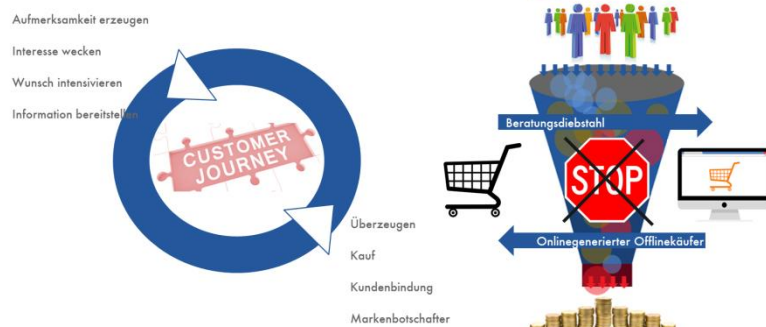 Aufmerksamkeit erzeugen
Interesse wecken
Wunsch intensivieren
Information bereitstellen
CUSTOMER
JOURNEY
Überzeugen
Kauf
Kundenbindung
Markenbotschafter
Beratungsdiebstahl
STOP
Onlinegenerierter Offlinekäufer